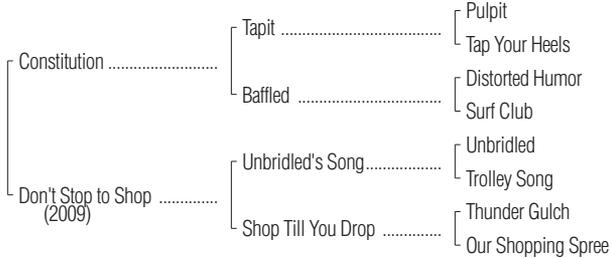 Pulpit
Tapit ........................................
Tap Your Heels
Constitution ...........................
Distorted Humor
Baffled ....................................
Surf Club
Unbridled
Unbridled's Song...................
Trolley Song
Don't Stop to Shop ..............
(2009)
Thunder Gulch
Shop Till You Drop ..............
Our Shopping Spree